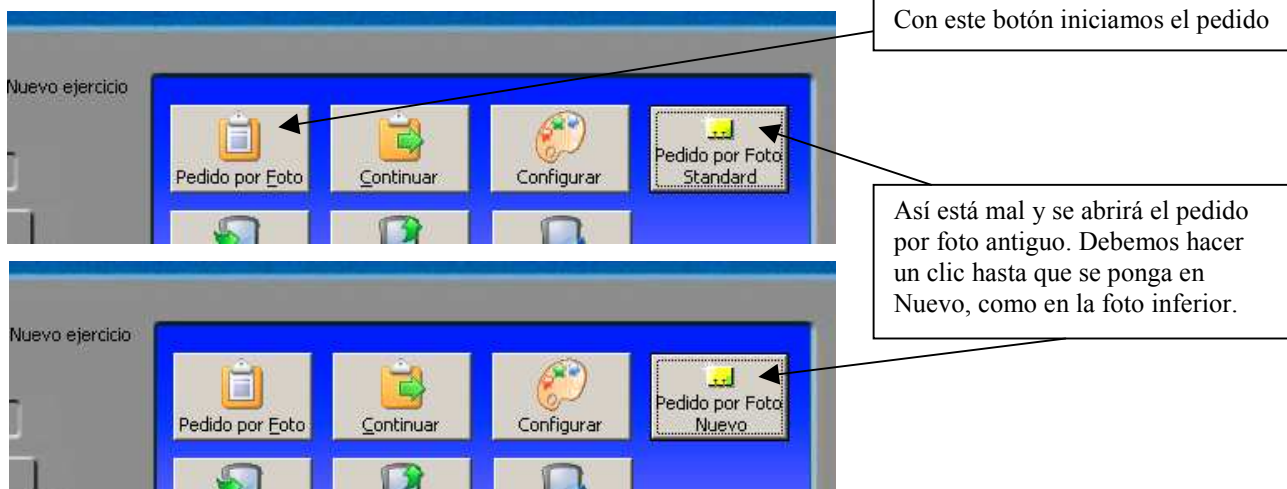 Con este botón iniciamos el pedido
Nuevo ejercicio
Pedido por Foto
Continuar
Configurar
Pedido por Foto
Standard
Así está mal y se abrirá el pedido
por foto antiguo. Debemos hacer
un clic hasta que se ponga en
Nuevo, como en la foto inferior.
Nuevo ejercicio
Pedido por Foto
Continuar
Configurar
Pedido por Foto
Nuevo